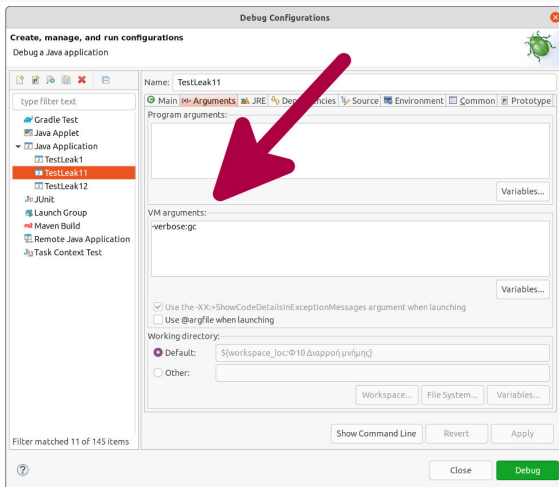 Debug Configurations
Create, manage, and run configurations
Debug a Java application
Name: TestLeak11
type filter text
Gradle Test
Java Applet
Java Application
TestLeak1
TestLeak11
TestLeak12
JUnit
Launch Group
Maven Build
Remote Java Application
Task Context Test
Filter matched 11 of 145 items
Main (x)= Arguments JRE Source Environment Common Prototype
Program arguments:
Variables...
VM arguments:
-verbose:gc
Variables...
Use the -XX:+ShowCodeDetailsInExceptionMessages argument when launching
Use @argfile when launching
Working directory:
Default: ${workspace_loc:Φ10 Διαρροή μνήμης}
Other:
Workspace... File System... Variables...
Show Command Line Revert Apply
Close Debug